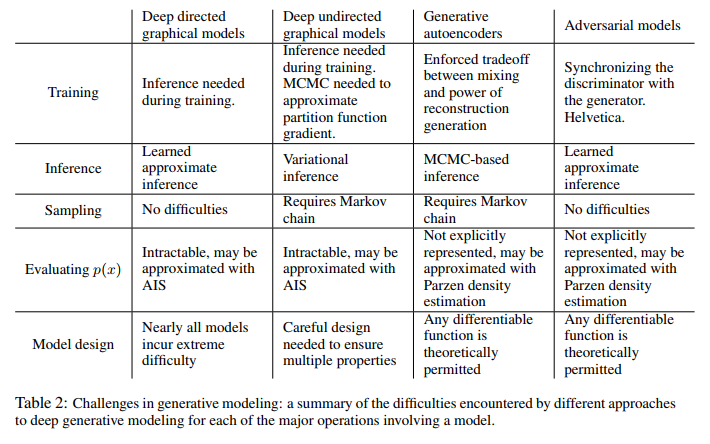 Deep directed graphical models
Deep undirected graphical models
Generative autoencoders
Adversarial models
Training
Inference needed during training.
Inference needed during training. MCMC needed to approximate partition function gradient.
Enforced tradeoff between mixing and power of reconstruction generation
Synchronizing the discriminator with the generator. Helvetica.
Inference
Learned approximate inference
Variational inference
MCMC-based inference
Learned approximate inference
Sampling
No difficulties
Requires Markov chain
Requires Markov chain
No difficulties
Evaluating p(x)
Intractable, may be approximated with AIS
Intractable, may be approximated with AIS
Not explicitly represented, may be approximated with Parzen density estimation
Not explicitly represented, may be approximated with Parzen density estimation
Model design
Nearly all models incur extreme difficulty
Careful design needed to ensure multiple properties
Any differentiable function is theoretically permitted
Any differentiable function is theoretically permitted
Table 2: Challenges in generative modeling: a summary of the difficulties encountered by different approaches
to deep generative modeling for each of the major operations involving a model.